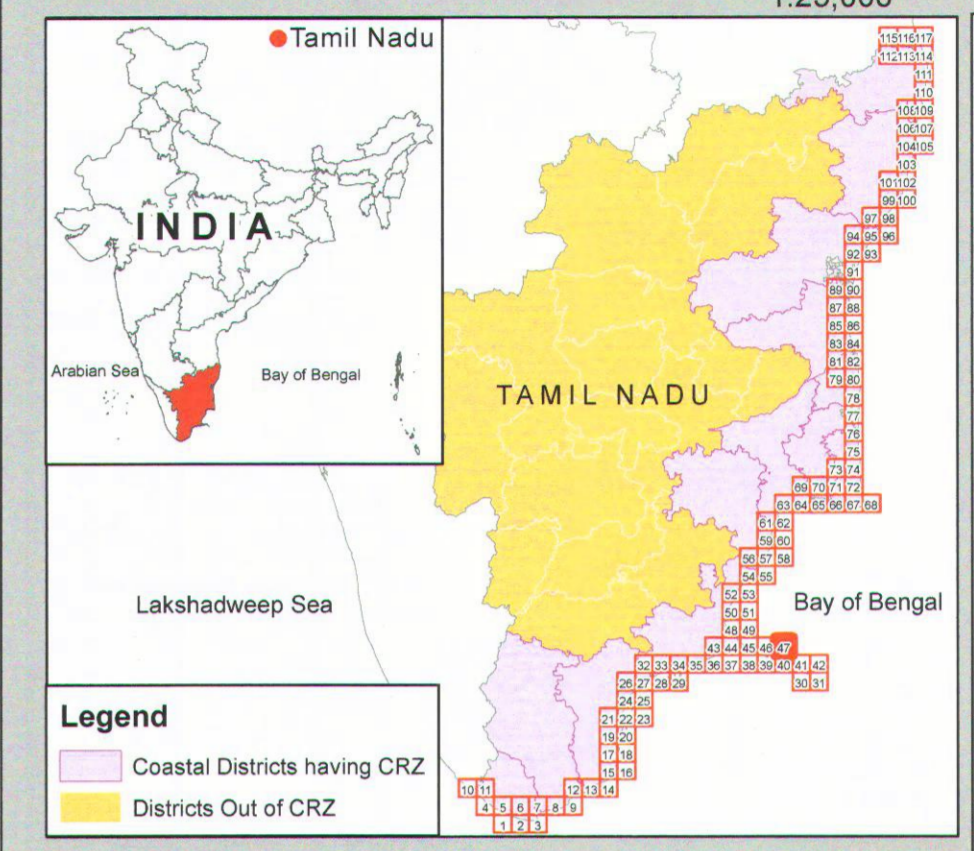 Tamil Nadu
INDIA
Arabian Sea
Bay of Bengal
115 116 117
112 113 114
111
110
108 109
106 107
104 105
103
101 102
99 100
97 98
94 95 96
92 93
91
89 90
87 88
85 86
83 84
81 82
79 80
TAMIL NADU
78
77
76
75
73 74
69 70 71 72
63 64 65 66 67 68
61 62
59 60
56 57 58
54 55
Lakshadweep Sea
Bay of Bengal
52 53
50 51
48 49
43 44 45 46 47
32 33 34 35 36 37 38 39 40 41 42
26 27 28 29 30 31
24 25
21 22 23
19 20
17 18
15 16
10 11 12 13 14
4 5 6 7 8 9
1 2 3
Legend
Coastal Districts having CRZ
Districts Out of CRZ